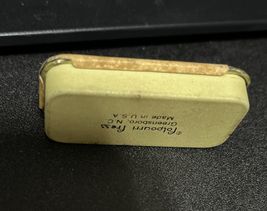 © Potpourri Press
Greensboro, N.C.
Made in U.S.A.